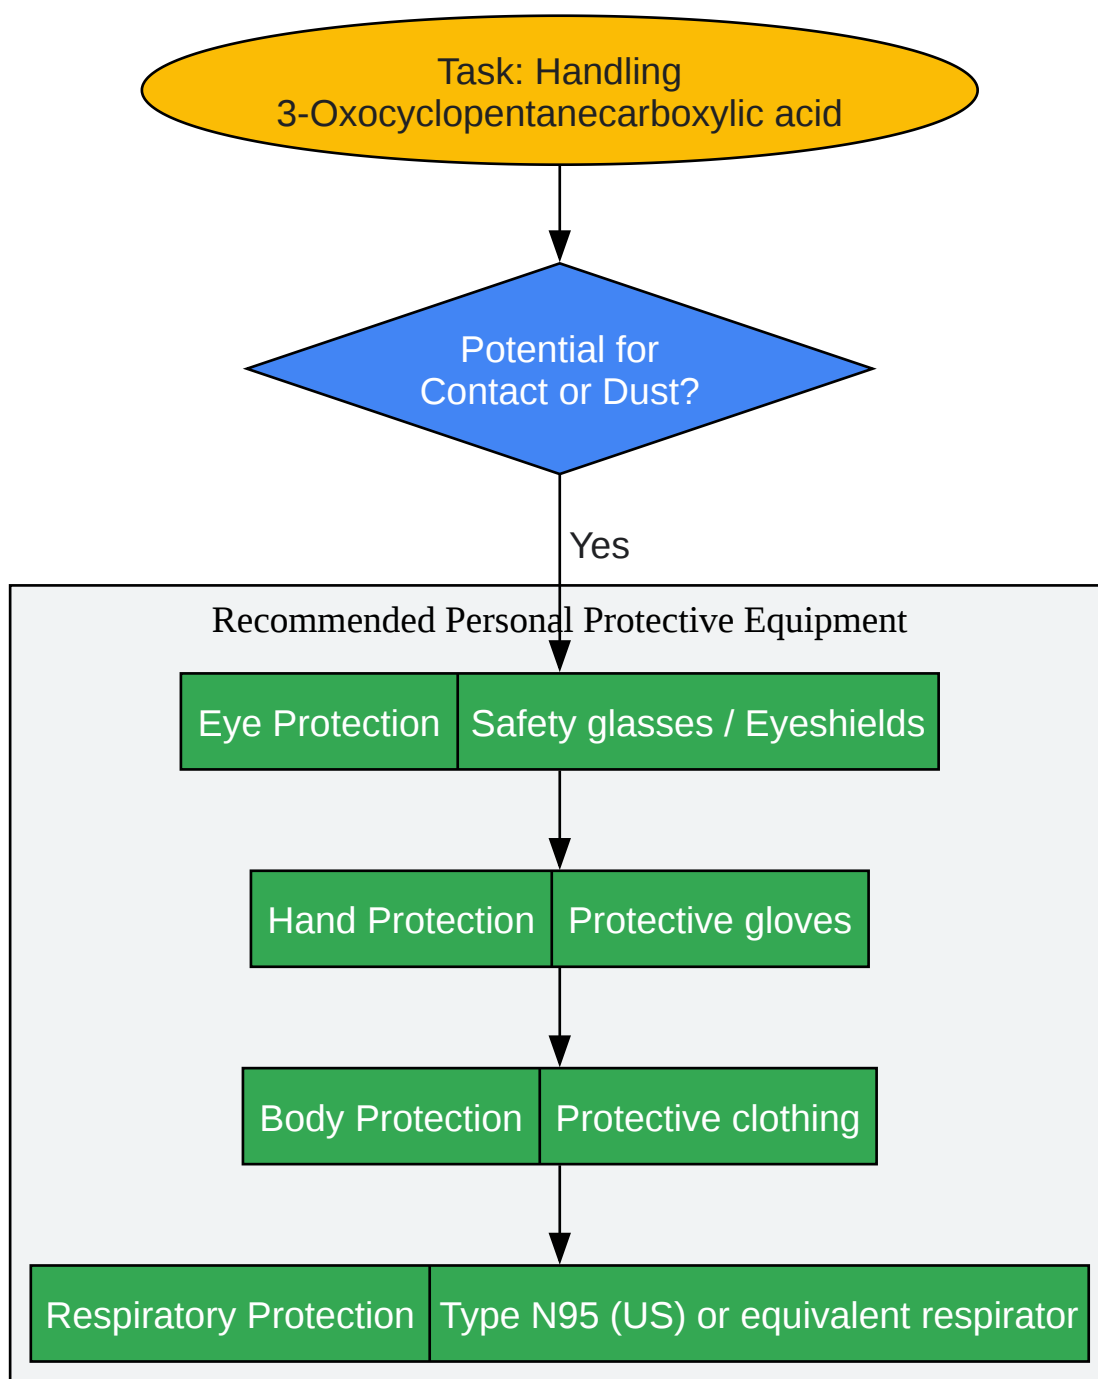 Task: Handling
3-Oxocyclopentanecarboxylic acid
Potential for
Contact or Dust?
Yes
Recommended Personal Protective Equipment
Eye Protection
Safety glasses / Eyeshields
Hand Protection
Protective gloves
Body Protection
Protective clothing
Respiratory Protection
Type N95 (US) or equivalent respirator